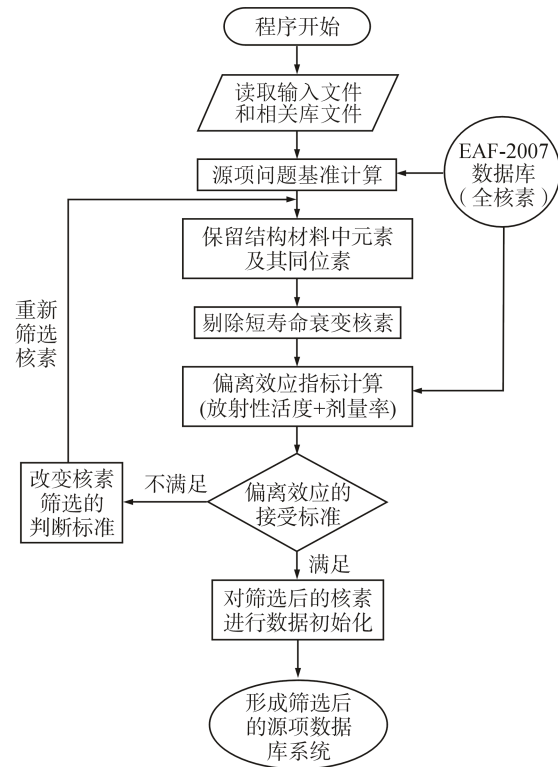 程序开始
读取输入文件
和相关库文件
EAF-2007
数据库
（全核素）
源项问题基准计算
保留结构材料中元素
及其同位素
重新
筛选
核素
剔除短寿命衰变核素
偏离效应指标计算
(放射性活度+剂量率)
改变核素
筛选的
判断标准
不满足
偏离效应的
接受标准
满足
对筛选后的核素
进行数据初始化
形成筛选后
的源项数据
库系统